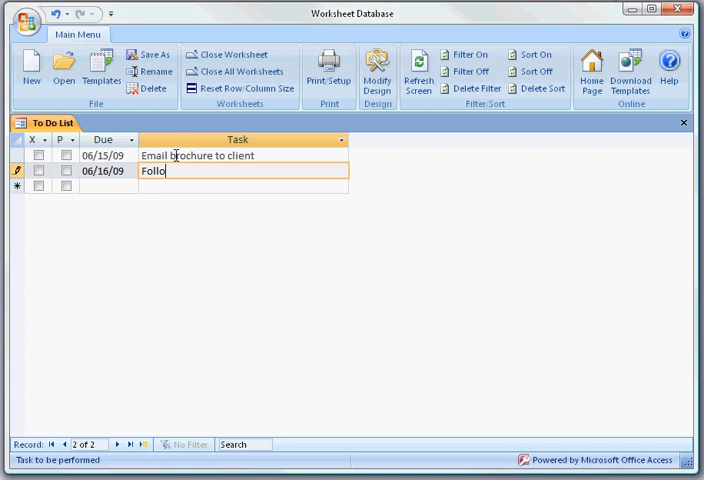 Worksheet Database
Main Menu
New
Open
Templates
Save As
Rename
Delete
File
Close Worksheet
Close All Worksheets
Reset Row/Column Size
Worksheets
Print/Setup
Print
Modify Design
Design
Refresh Screen
Filter On
Filter Off
Delete Filter
Sort On
Sort Off
Delete Sort
Filter/Sort
Home Page
Download Templates
Help
Online
To Do List
X P Due Task
06/15/09 Email brochure to client
06/16/09 Follo
Record: 2 of 2 No Filter Search
Task to be performed Powered by Microsoft Office Access